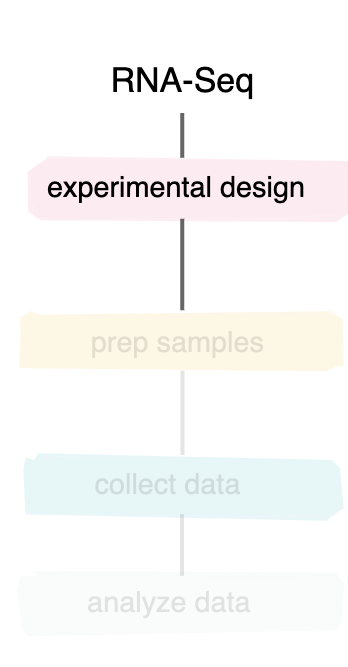 RNA-Seq
experimental design
prep samples
collect data
analyze data